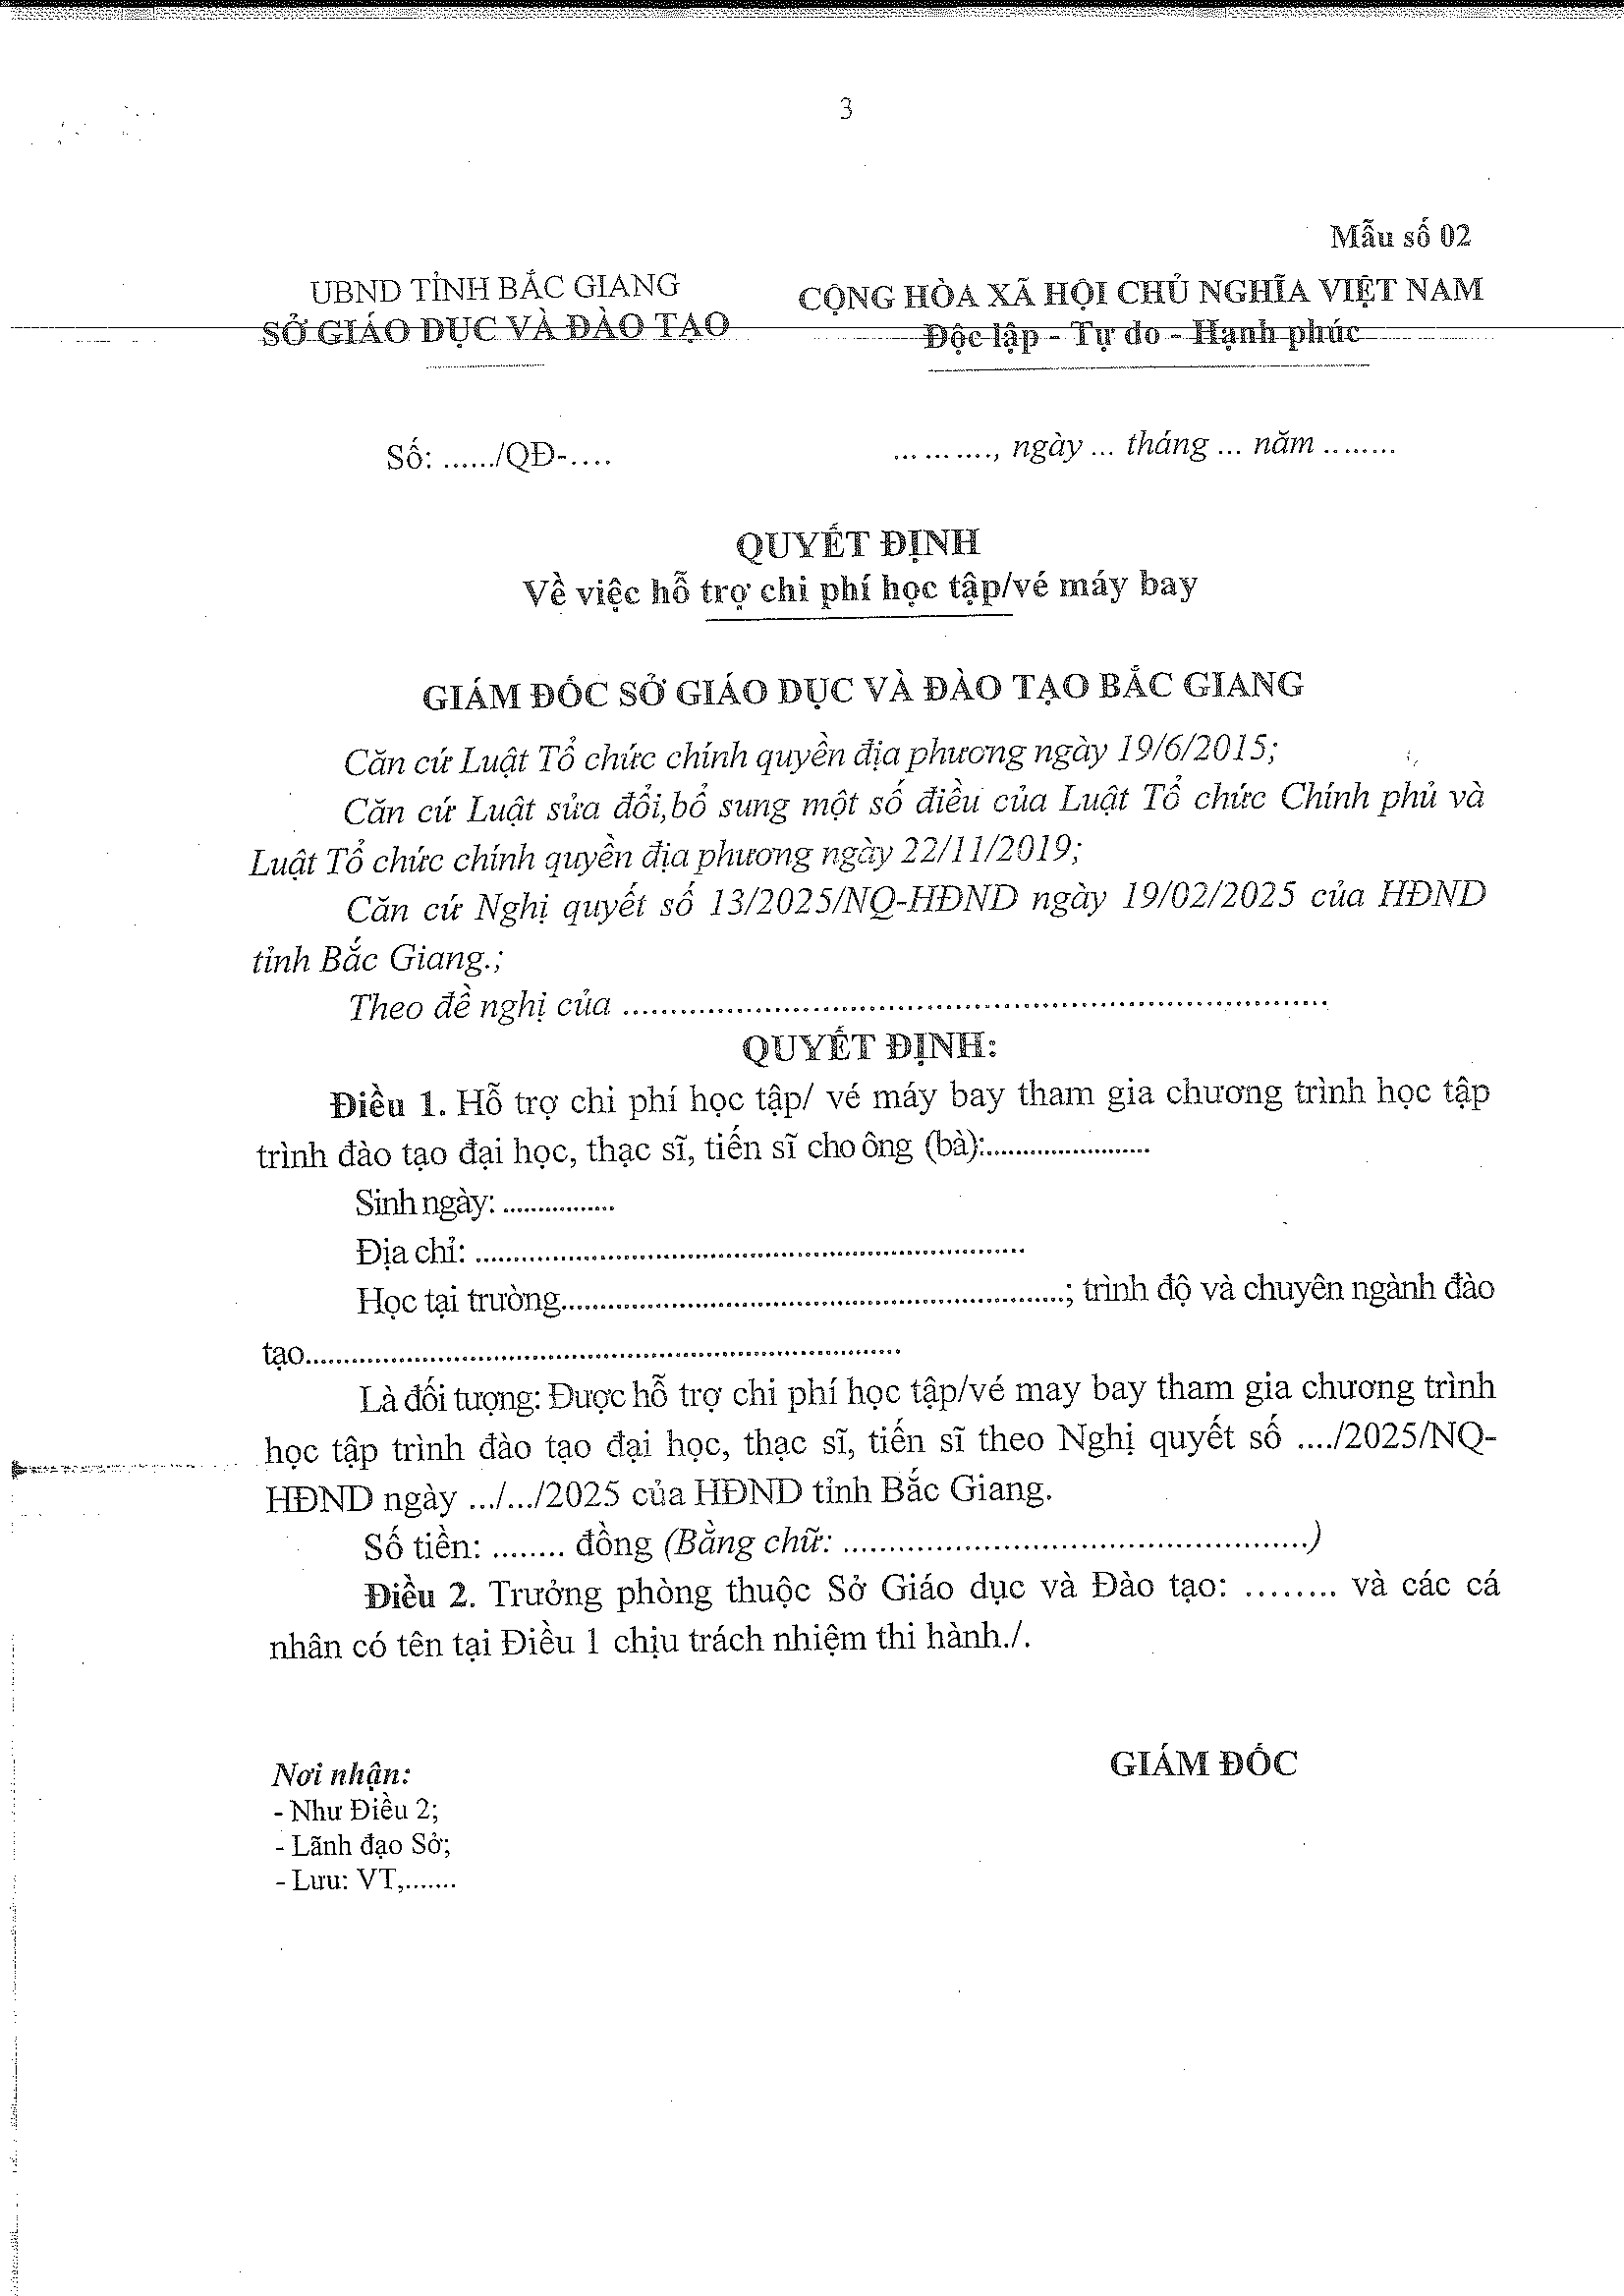 3
Mẫu số 02
UBND TỈNH BẮC GIANG
SỞ GIÁO DỤC VÀ ĐÀO TẠO
CỘNG HÒA XÃ HỘI CHỦ NGHĨA VIỆT NAM
Độc lập - Tự do - Hạnh phúc
Số: ....../QĐ-....
... ... ...., ngày ... tháng ... năm ........
QUYẾT ĐỊNH
Về việc hỗ trợ chi phí học tập/vé máy bay
GIÁM ĐỐC SỞ GIÁO DỤC VÀ ĐÀO TẠO BẮC GIANG
Căn cứ Luật Tổ chức chính quyền địa phương ngày 19/6/2015;
Căn cứ Luật sửa đổi,bổ sung một số điều của Luật Tổ chức Chính phủ và
Luật Tổ chức chính quyền địa phương ngày 22/11/2019;
Căn cứ Nghị quyết số 13/2025/NQ-HĐND ngày 19/02/2025 của HĐND
tỉnh Bắc Giang.;
Theo đề nghị của ........................................................................
QUYẾT ĐỊNH:
Điều 1. Hỗ trợ chi phí học tập/ vé máy bay tham gia chương trình học tập
trình đào tạo đại học, thạc sĩ, tiến sĩ cho ông (bà):......................
Sinh ngày: ................
Địa chỉ: ........................................................................
Học tại trường..................................................................; trình độ và chuyên ngành đào
tạo..............................................................................
Là đối tượng: Được hỗ trợ chi phí học tập/vé may bay tham gia chương trình
học tập trình đào tạo đại học, thạc sĩ, tiến sĩ theo Nghị quyết số ..../2025/NQ-
HĐND ngày .../.../2025 của HĐND tỉnh Bắc Giang.
Số tiền: ........ đồng (Bằng chữ: ..................................................)
Điều 2. Trưởng phòng thuộc Sở Giáo dục và Đào tạo: ........ và các cá
nhân có tên tại Điều 1 chịu trách nhiệm thi hành./.
Nơi nhận:
- Như Điều 2;
- Lãnh đạo Sở;
- Lưu: VT,.......
GIÁM ĐỐC